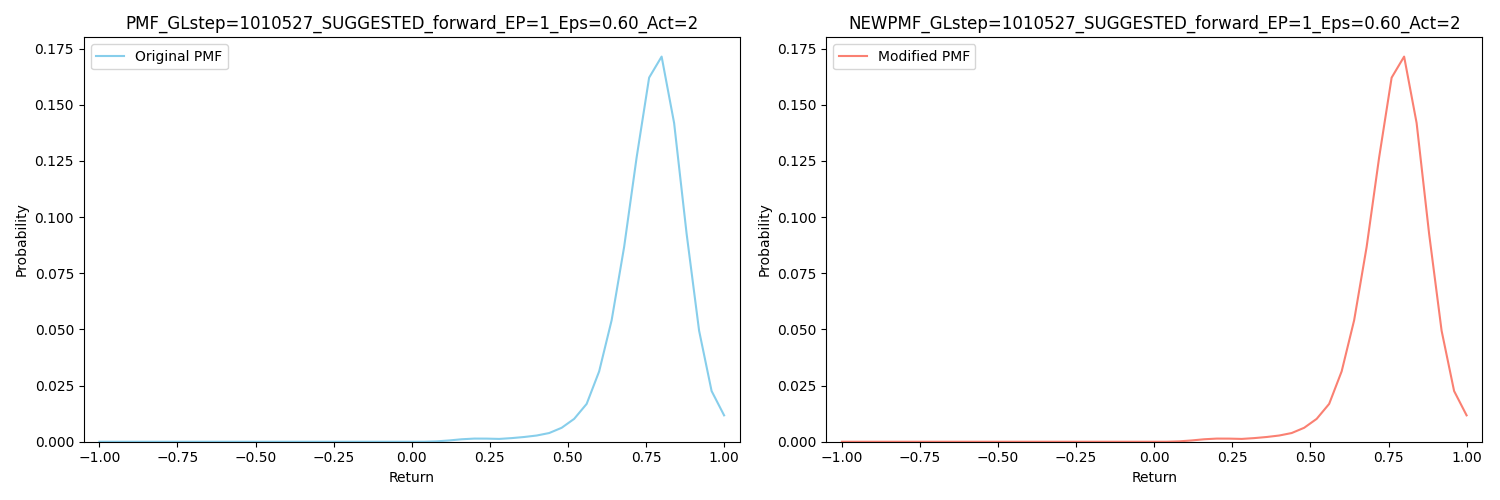 PMF_GLstep=1010527_SUGGESTED_forward_EP=1_Eps=0.60_Act=2
Original PMF
0.175
0.150
0.125
0.100
0.075
0.050
0.025
0.000
Probability
−1.00 −0.75 −0.50 −0.25 0.00 0.25 0.50 0.75 1.00
Return
NEWPMF_GLstep=1010527_SUGGESTED_forward_EP=1_Eps=0.60_Act=2
Modified PMF
0.175
0.150
0.125
0.100
0.075
0.050
0.025
0.000
Probability
−1.00 −0.75 −0.50 −0.25 0.00 0.25 0.50 0.75 1.00
Return